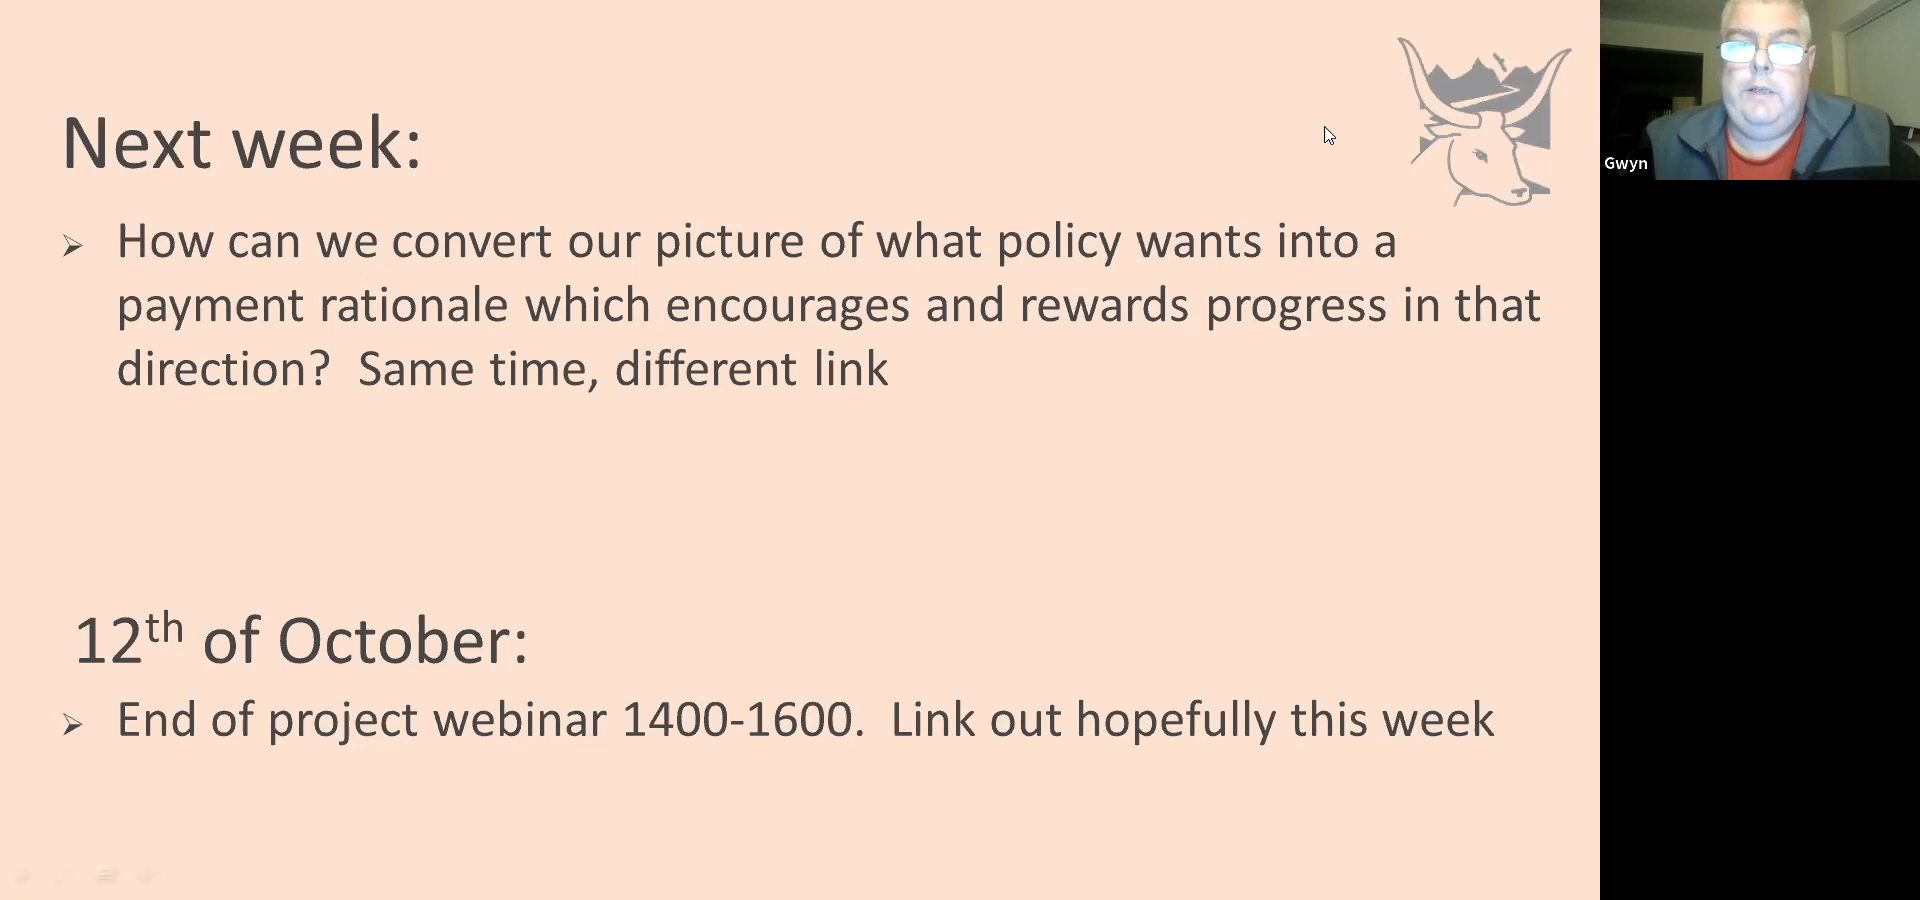 Next week:
How can we convert our picture of what policy wants into a
payment rationale which encourages and rewards progress in that
direction?  Same time, different link
12th of October:
End of project webinar 1400-1600.  Link out hopefully this week
Gwyn